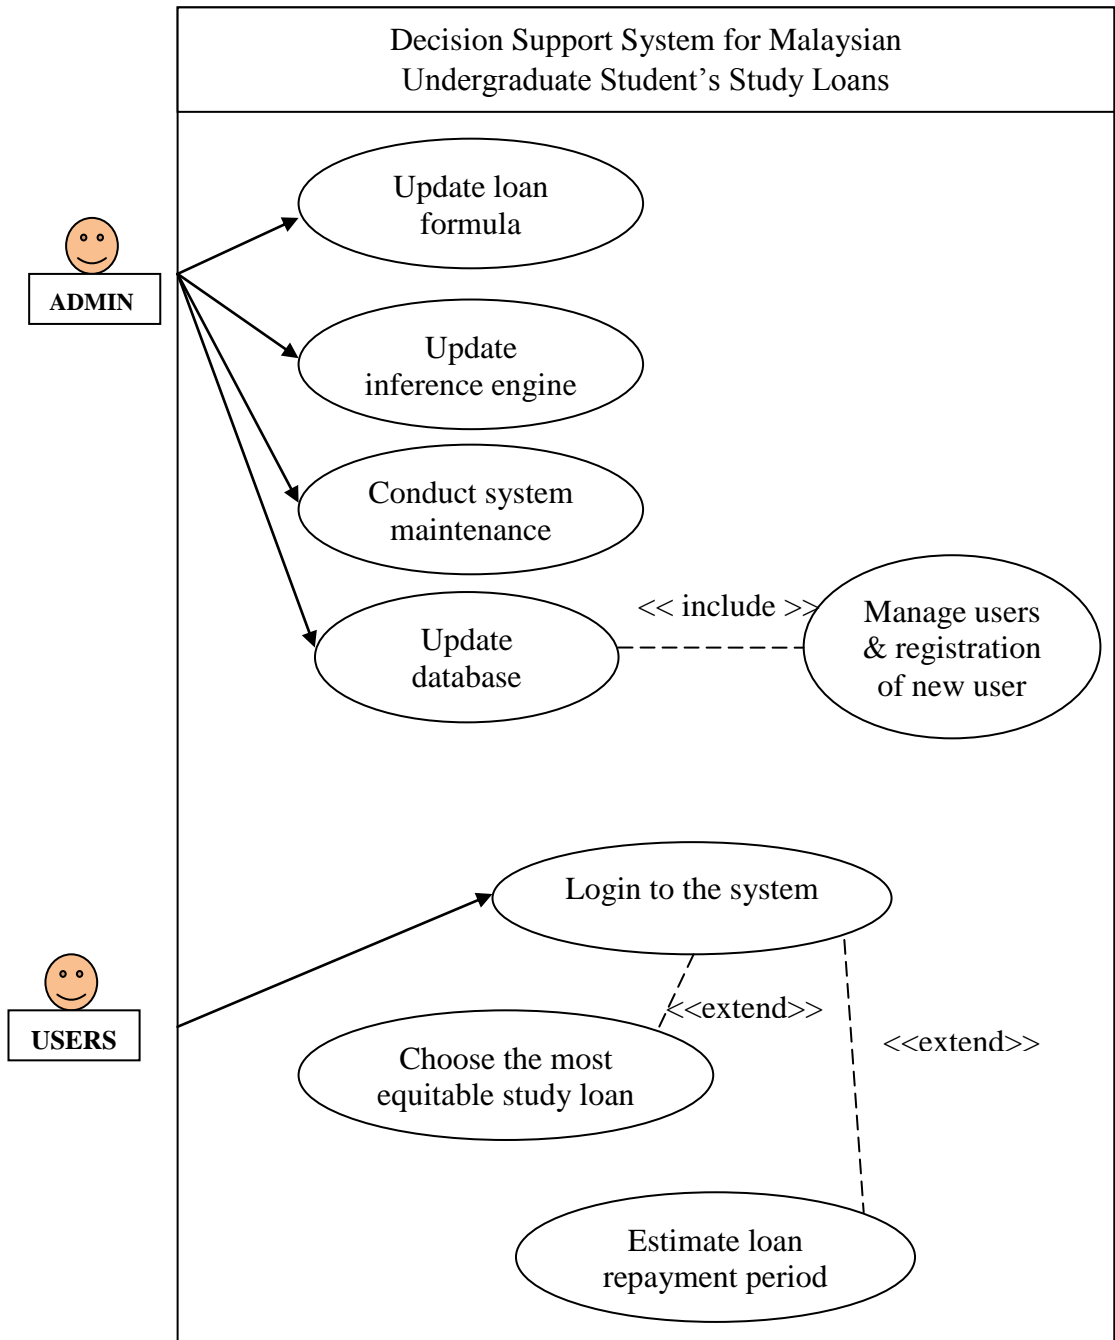 Decision Support System for Malaysian
Undergraduate Student’s Study Loans
Update loan
formula
ADMIN
Update
inference engine
Conduct system
maintenance
<< include >>
Manage users
& registration
of new user
Update
database
Login to the system
<<extend>>
USERS
<<extend>>
Choose the most
equitable study loan
Estimate loan
repayment period